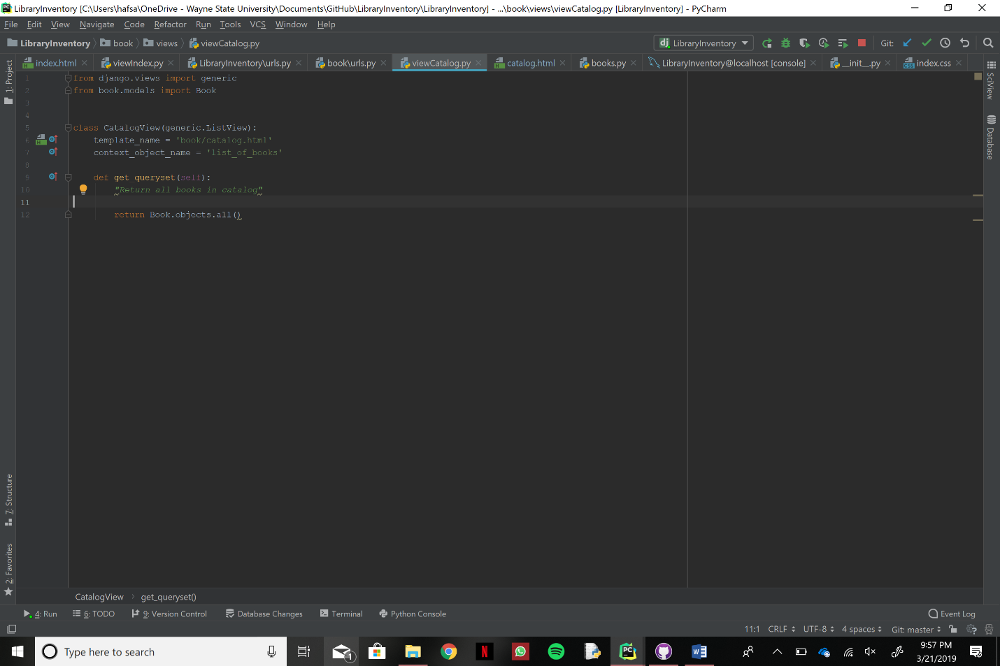 LibraryInventory [C:\Users\hafsa\OneDrive - Wayne State University\Documents\GitHub\LibraryInventory\LibraryInventory] - ...\book\views\viewCatalog.py [LibraryInventory] - PyCharm
File Edit View Navigate Code Refactor Run Tools VCS Window Help
LibraryInventory book views viewCatalog.py
dj LibraryInventory Git:
index.html viewIndex.py LibraryInventory\urls.py book\urls.py viewCatalog.py catalog.html books.py LibraryInventory@localhost [console] __init__.py index.css
1: Project
SciView
Database
1 from django.views import generic
2 from book.models import Book
3
4
5 class CatalogView(generic.ListView):
6 template_name = 'book/catalog.html'
7 context_object_name = 'list_of_books'
8
9 def get_queryset(self):
10 "Return all books in catalog"
11
12 return Book.objects.all()
7: Structure
2: Favorites
CatalogView get_queryset()
4: Run 6: TODO 9: Version Control Database Changes Terminal Python Console Event Log
11:1 CRLF UTF-8 4 spaces Git: master
Type here to search
1
N
PC
W
9:57 PM
3/21/2019